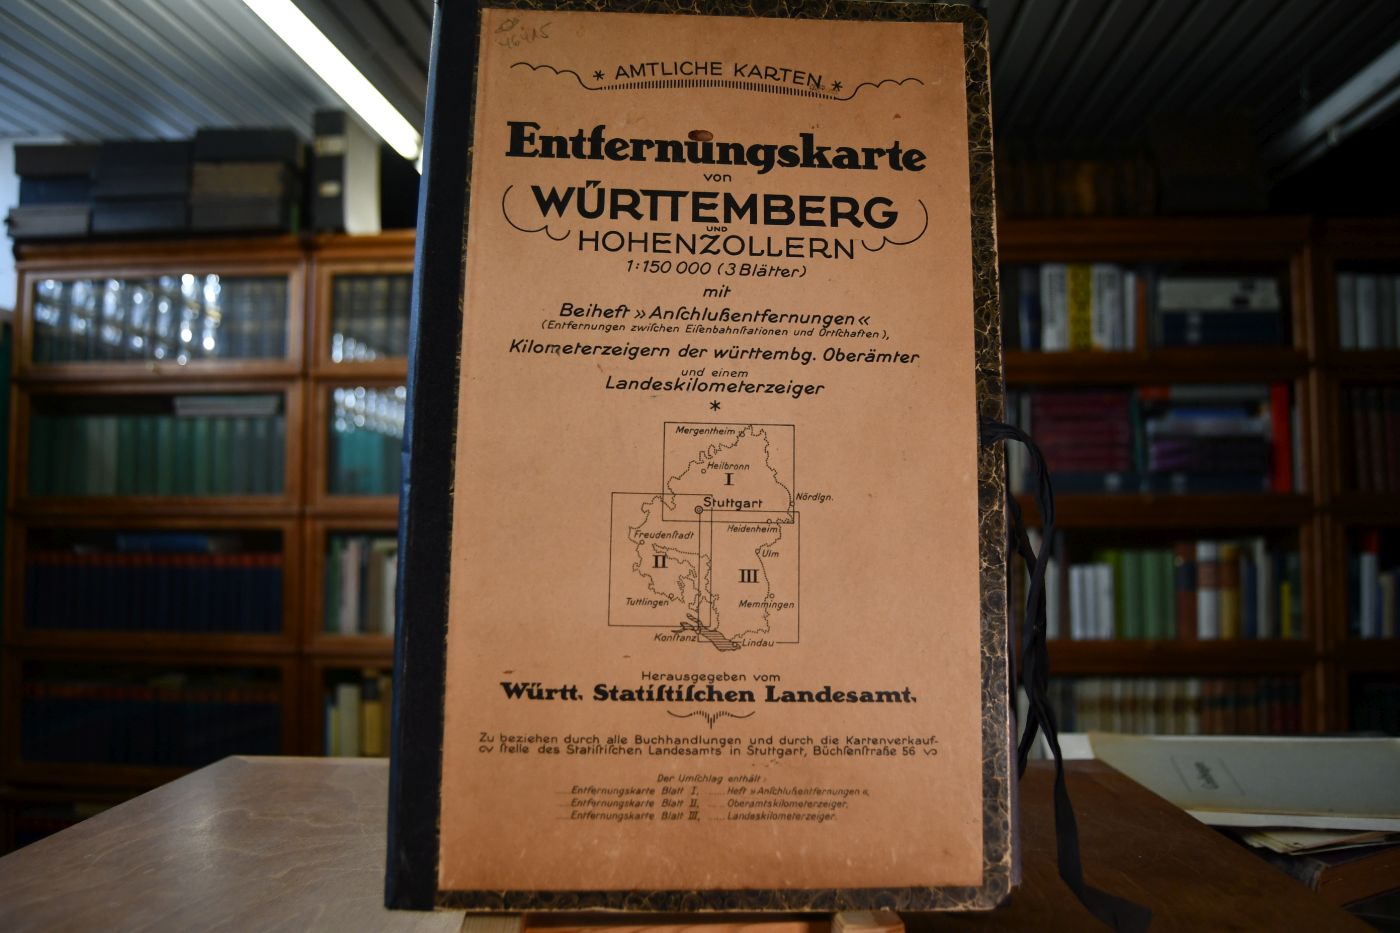 46415
* AMTLICHE KARTEN *
Entfernungskarte
von
WÜRTTEMBERG
UND
HOHENZOLLERN
1:150 000 (3 Blätter)
mit
Beiheft »Anſchlußentfernungen«
(Entfernungen zwiſchen Eiſenbahnſtationen und Ortſchaften),
Kilometerzeigern der württembg. Oberämter
und einem
Landeskilometerzeiger
*
Mergentheim
Heilbronn
I
Nördlgn.
Stuttgart
Heidenheim
Freudenſtadt
Ulm
II
III
Tuttlingen
Memmingen
Konſtanz
Lindau
Herausgegeben vom
Württ. Statiſtiſchen Landesamt.
Zu beziehen durch alle Buchhandlungen und durch die Kartenverkauf-
ſtelle des Statiſtiſchen Landesamts in Stuttgart, Büchſenſtraße 56
Der Umſchlag enthält:
Entfernungskarte Blatt I, ..... Heft »Anſchlußentfernungen«,
Entfernungskarte Blatt II, ..... Oberamtskilometerzeiger,
Entfernungskarte Blatt III, ..... Landeskilometerzeiger.